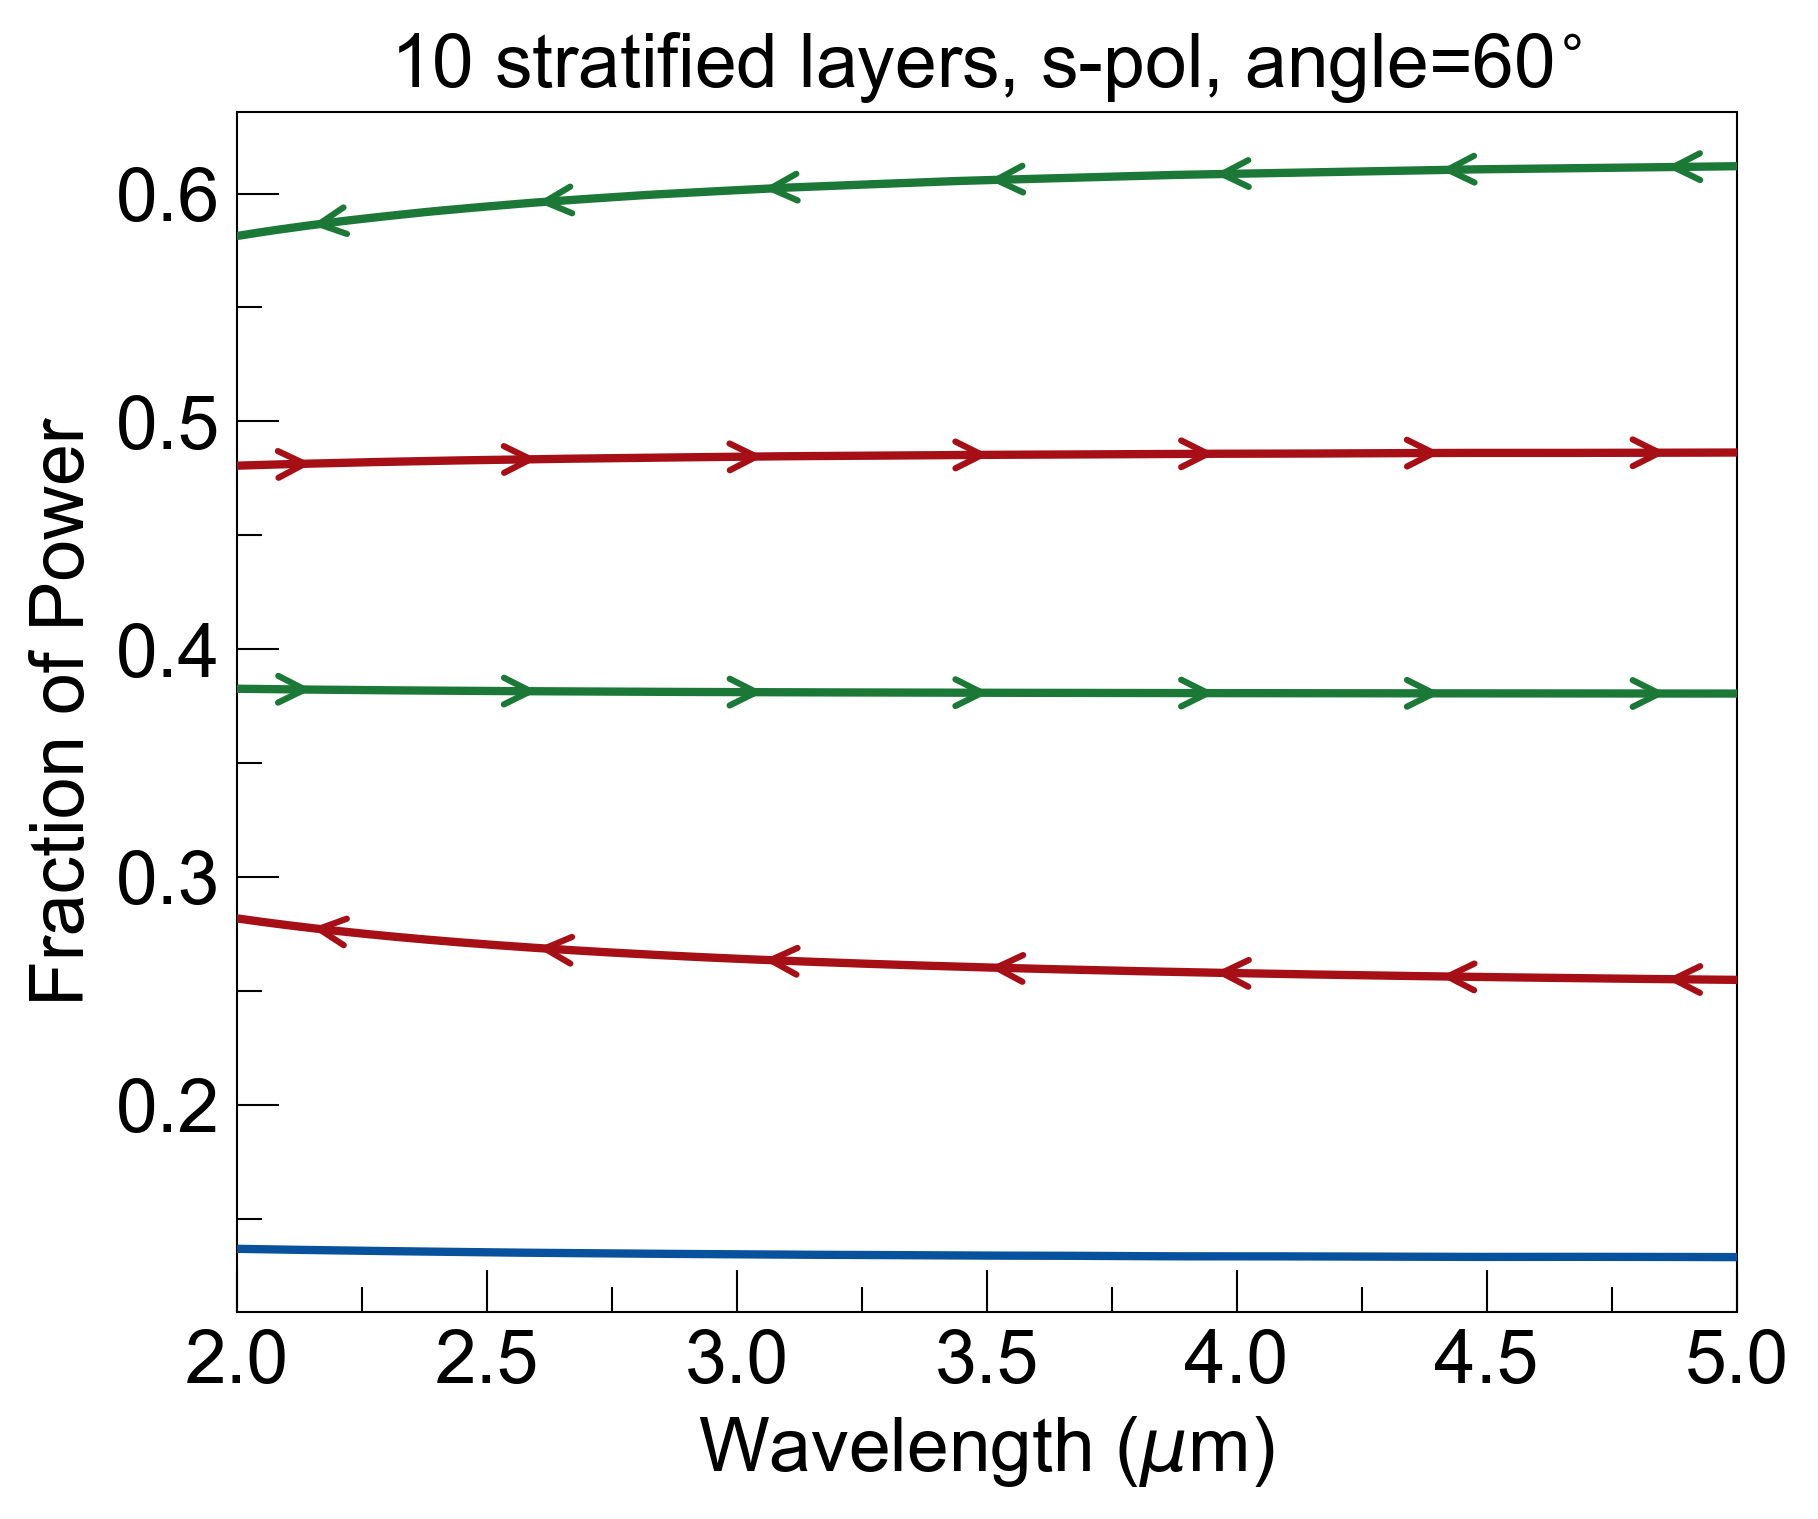 10 stratified layers, s-pol, angle=60°
Fraction of Power
0.6
0.5
0.4
0.3
0.2
2.0 2.5 3.0 3.5 4.0 4.5 5.0
Wavelength (μm)